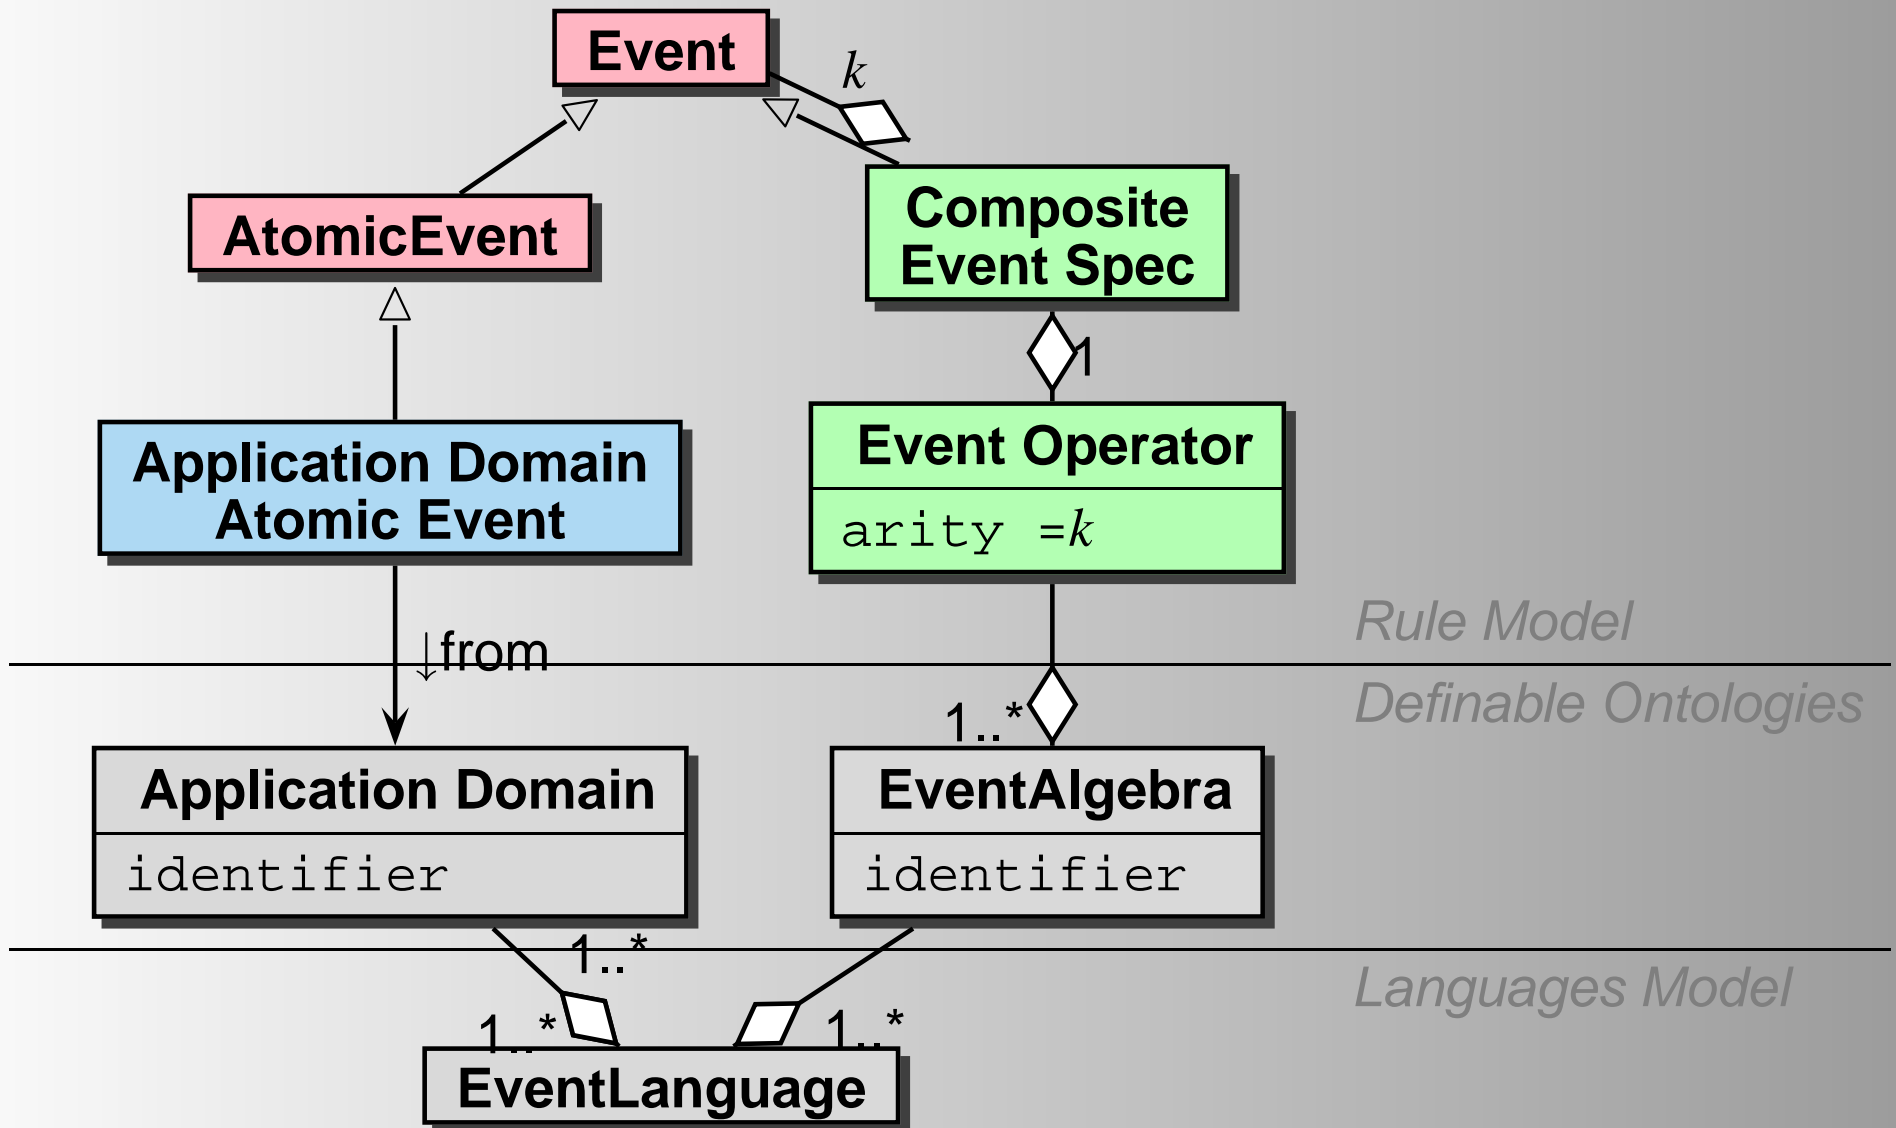 Event
k
AtomicEvent
Composite
Event Spec
1
Application Domain
Atomic Event
Event Operator
arity =k
Rule Model
↓from
Definable Ontologies
1..*
Application Domain
identifier
EventAlgebra
identifier
1..*
Languages Model
1..*
1..*
EventLanguage